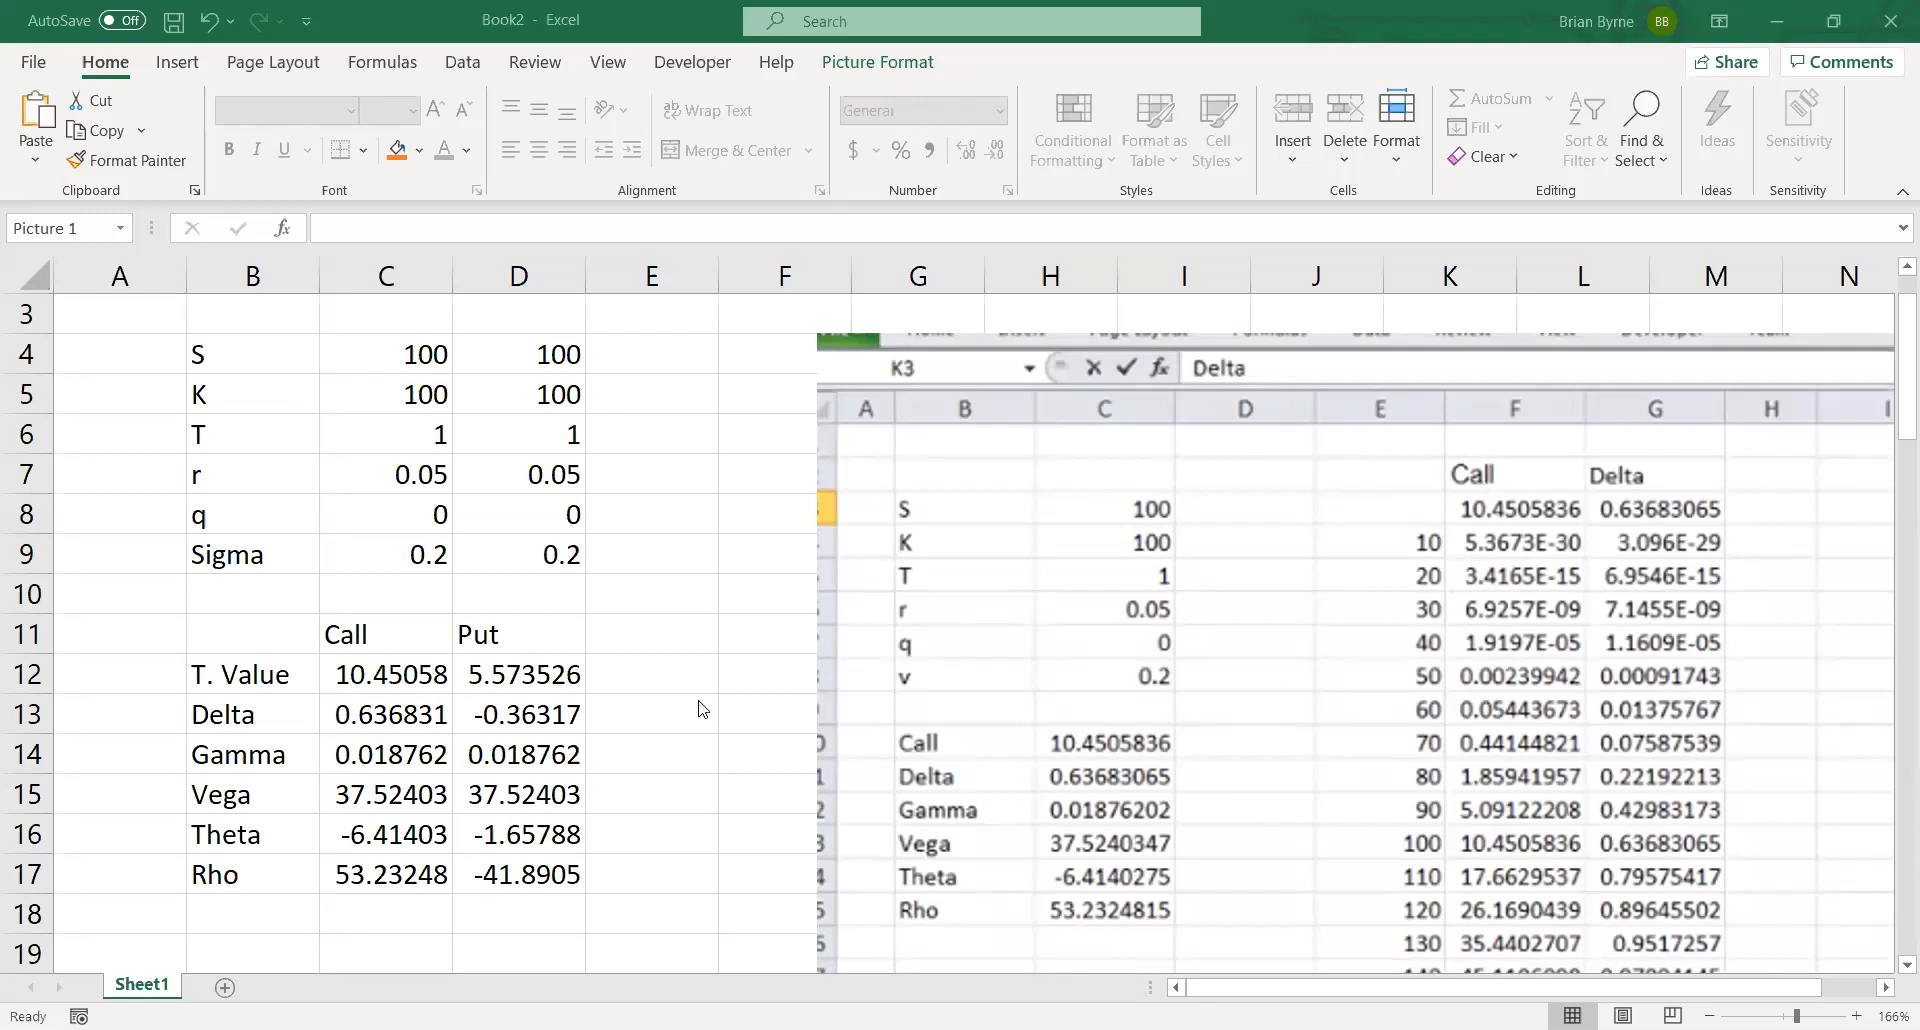 AutoSave Off
Book2 - Excel
Search
Brian Byrne BB
File Home Insert Page Layout Formulas Data Review View Developer Help Picture Format
Share Comments
Paste
Cut
Copy
Format Painter
Clipboard
B I U
A A
A
Font
ab Wrap Text
Merge & Center
Alignment
General
$ % 9
Number
Conditional Formatting
Format as Table
Cell Styles
Styles
Insert Delete Format
Cells
AutoSum
Fill
Clear
Sort & Filter
Find & Select
Editing
Ideas
Ideas
Sensitivity
Sensitivity
Picture 1
fx
A B C D E F G H I J K L M N
3
4 S 100 100
5 K 100 100
6 T 1 1
7 r 0.05 0.05
8 q 0 0
9 Sigma 0.2 0.2
10
11 Call Put
12 T. Value 10.45058 5.573526
13 Delta 0.636831 -0.36317
14 Gamma 0.018762 0.018762
15 Vega 37.52403 37.52403
16 Theta -6.41403 -1.65788
17 Rho 53.23248 -41.8905
18
19
K3 fx Delta
A B C D E F G H I
Call Delta
S 100 10.4505836 0.63683065
K 100 10 5.3673E-30 3.096E-29
T 1 20 3.4165E-15 6.9546E-15
r 0.05 30 6.9257E-09 7.1455E-09
q 0 40 1.9197E-05 1.1609E-05
v 0.2 50 0.00239942 0.00091743
60 0.05443673 0.01375767
Call 10.4505836 70 0.44144821 0.07587539
Delta 0.63683065 80 1.85941957 0.22192213
Gamma 0.01876202 90 5.09122208 0.42983173
Vega 37.5240347 100 10.4505836 0.63683065
Theta -6.4140275 110 17.6629537 0.79575417
Rho 53.2324815 120 26.1690439 0.89645502
130 35.4402707 0.9517257
Sheet1
Ready
166%